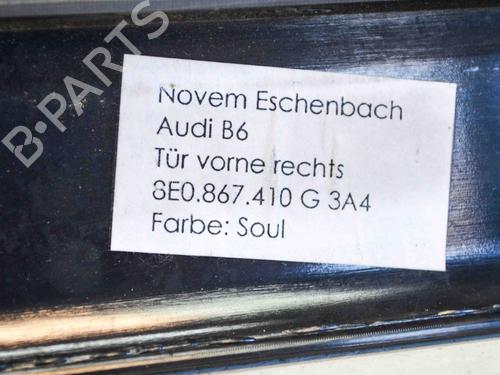 B-PARTS
Novem Eschenbach
Audi B6
Tür vorne rechts
8E0.867.410 G 3A4
Farbe: Soul